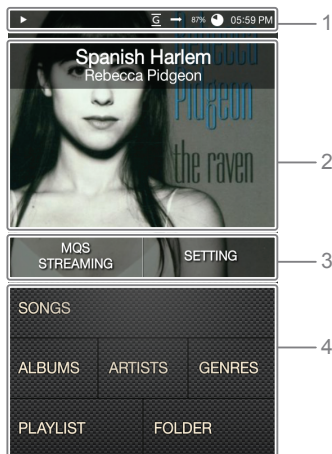 G 87% 05:59 PM
1
Spanish Harlem
Rebecca Pidgeon
Rebecca
Pidgeon
the raven
2
MQS
STREAMING
SETTING
3
SONGS
4
ALBUMS ARTISTS GENRES
PLAYLIST FOLDER